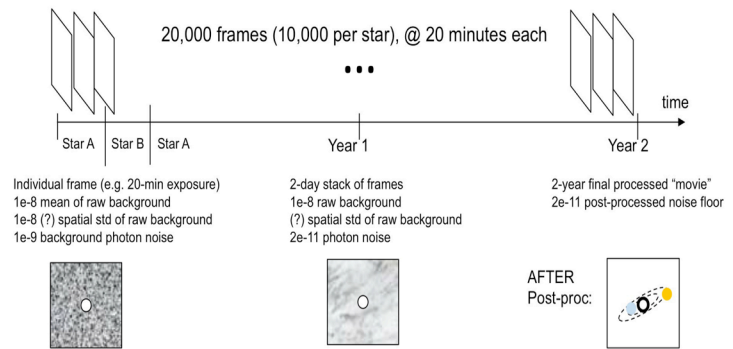 20,000 frames (10,000 per star), @ 20 minutes each
...
time
Star A
Star B
Star A
Year 1
Year 2
Individual frame (e.g. 20-min exposure)
1e-8 mean of raw background
1e-8 (?) spatial std of raw background
1e-9 background photon noise
2-day stack of frames
1e-8 raw background
(?) spatial std of raw background
2e-11 photon noise
2-year final processed “movie”
2e-11 post-processed noise floor
AFTER
Post-proc: